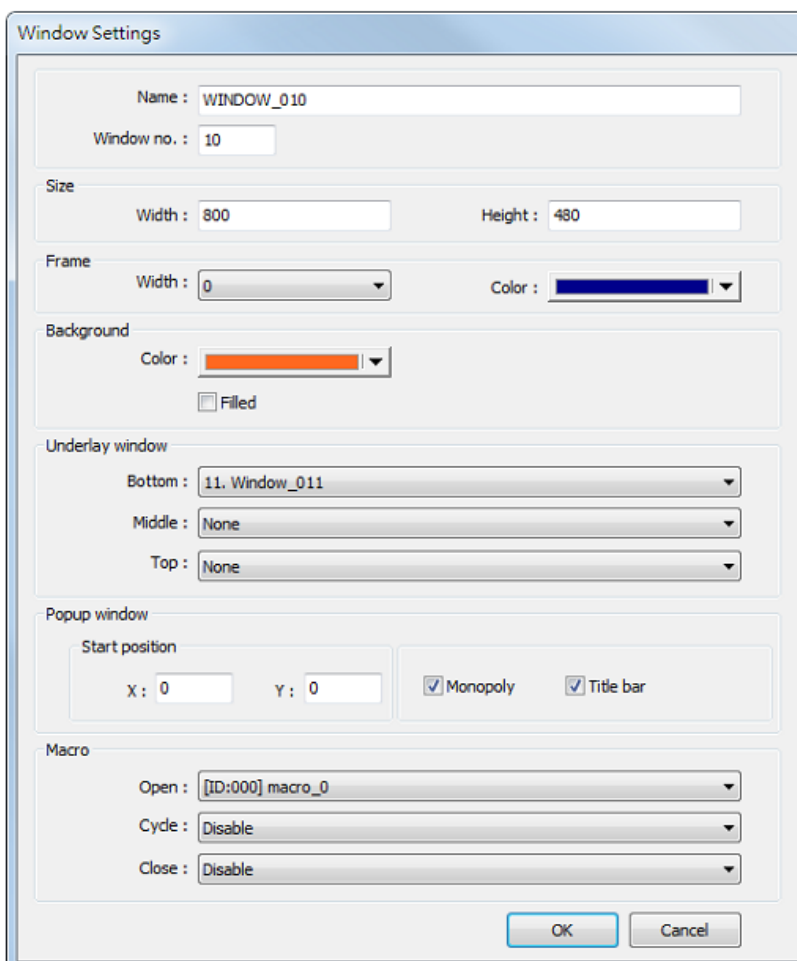 Window Settings
Name : WINDOW_010
Window no. : 10
Size
Width : 800 Height : 480
Frame
Width : 0 Color :
Background
Color :
Filled
Underlay window
Bottom : 11. Window_011
Middle : None
Top : None
Popup window
Start position
X : 0 Y : 0 Monopoly Title bar
Macro
Open : [ID:000] macro_0
Cycle : Disable
Close : Disable
OK Cancel